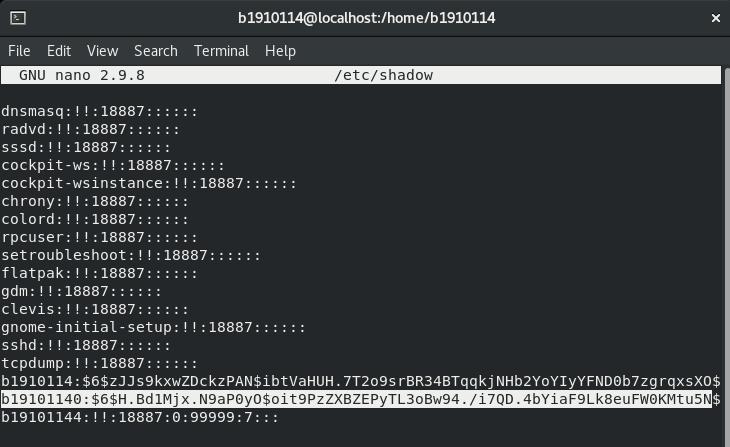 b1910114@localhost:/home/b1910114
File Edit View Search Terminal Help
GNU nano 2.9.8 /etc/shadow
dnsmasq:!!:18887::::::
radvd:!!:18887::::::
sssd:!!:18887::::::
cockpit-ws:!!:18887::::::
cockpit-wsinstance:!!:18887::::::
chrony:!!:18887::::::
colord:!!:18887::::::
rpcuser:!!:18887::::::
setroubleshoot:!!:18887::::::
flatpak:!!:18887::::::
gdm:!!:18887::::::
clevis:!!:18887::::::
gnome-initial-setup:!!:18887::::::
sshd:!!:18887::::::
tcpdump:!!:18887::::::
b1910114:$6$zJJs9kxwZDckzPAN$ibtVaHUH.7T2o9srBR34BTqqkjNHb2YoYIyYFND0b7zgrqxsXO$
b19101140:$6$H.Bd1Mjx.N9aP0yO$oit9PzZXBZEPyTL3oBw94./i7QD.4bYiaF9Lk8euFW0KMtu5N$
b19101144:!!:18887:0:99999:7:::